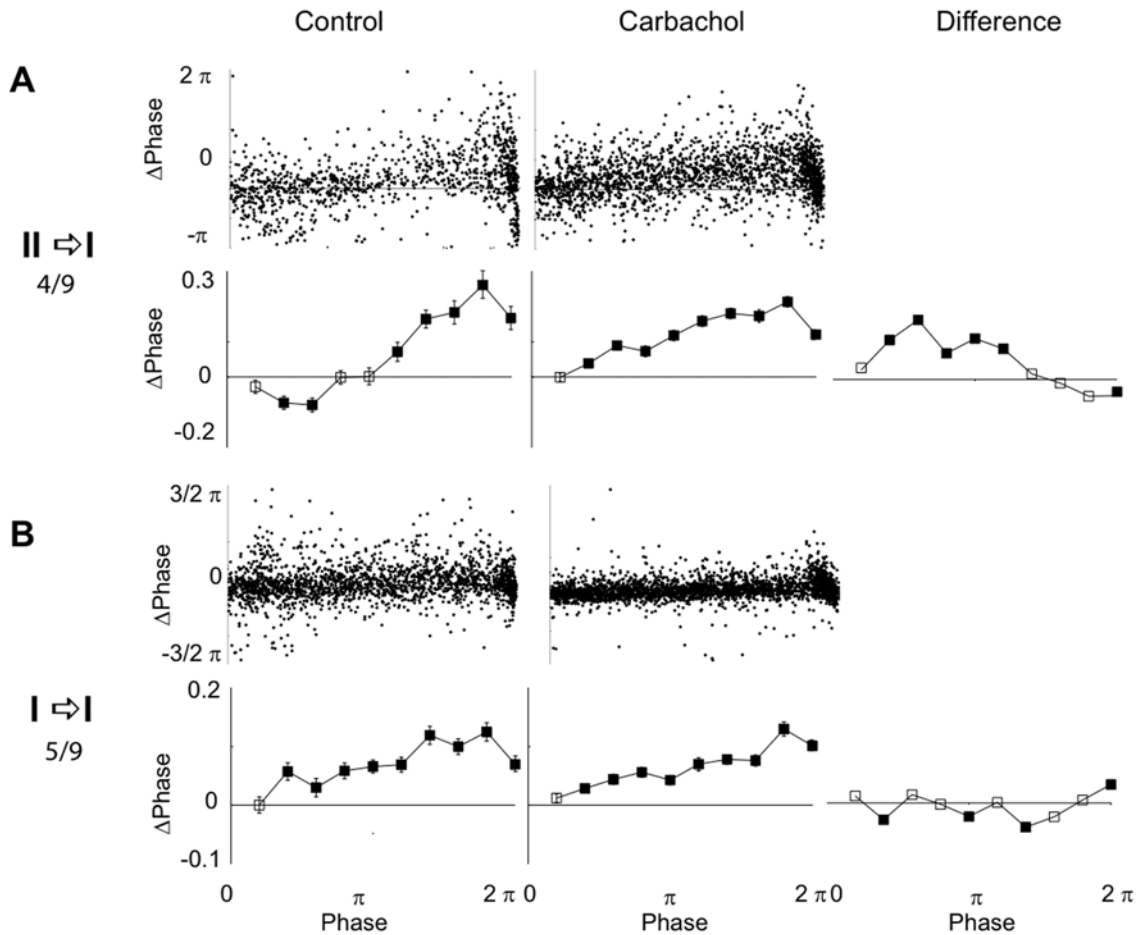 Control Carbachol Difference
A
ΔPhase
2 π
0
-π
II ⇨ I
4/9
ΔPhase
0.3
0
-0.2
B
ΔPhase
3/2 π
0
-3/2 π
I ⇨ I
5/9
ΔPhase
0.2
0
-0.1
0 π 2 π 0 π 2 π 0 π 2 π
Phase Phase Phase